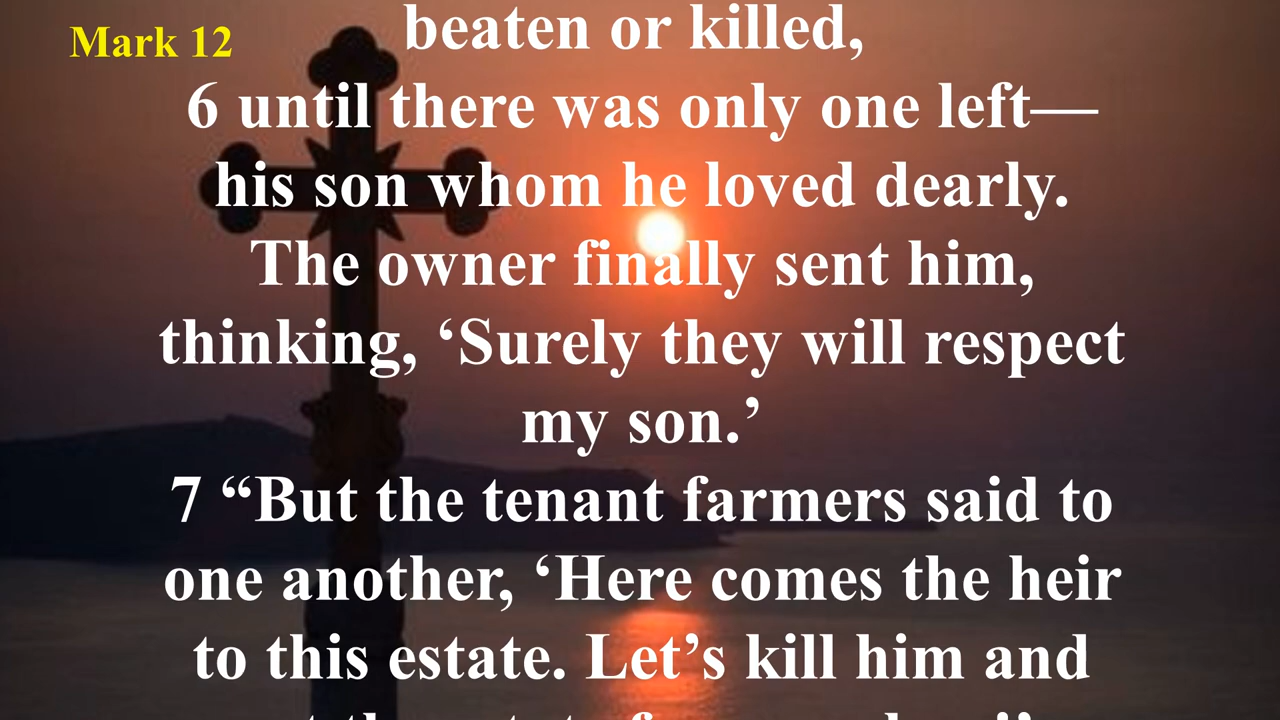 Mark 12
beaten or killed,
6 until there was only one left—
his son whom he loved dearly.
The owner finally sent him,
thinking, ‘Surely they will respect
my son.’
7 “But the tenant farmers said to
one another, ‘Here comes the heir
to this estate. Let’s kill him and